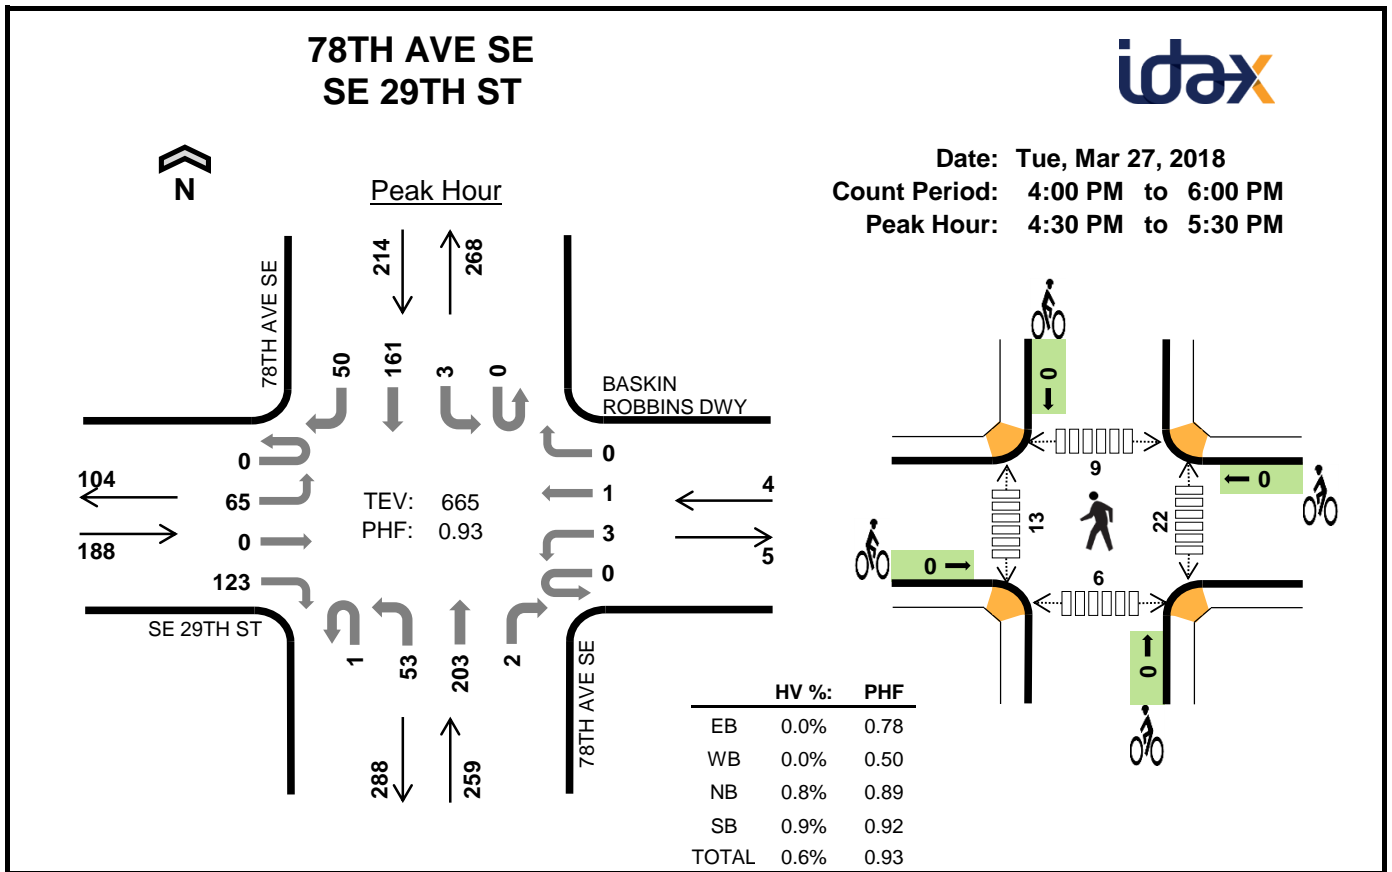 78TH AVE SE
SE 29TH ST
idax
Date: Tue, Mar 27, 2018
Count Period: 4:00 PM to 6:00 PM
Peak Hour: 4:30 PM to 5:30 PM
N
Peak Hour
214
268
78TH AVE SE
50
161
3
0
BASKIN
ROBBINS DWY
0
65
0
123
104
188
TEV: 665
PHF: 0.93
0
1
3
0
4
5
SE 29TH ST
1
53
203
2
78TH AVE SE
288
259
HV %: PHF
EB 0.0% 0.78
WB 0.0% 0.50
NB 0.8% 0.89
SB 0.9% 0.92
TOTAL 0.6% 0.93
0
9
0
13
22
0
6
0